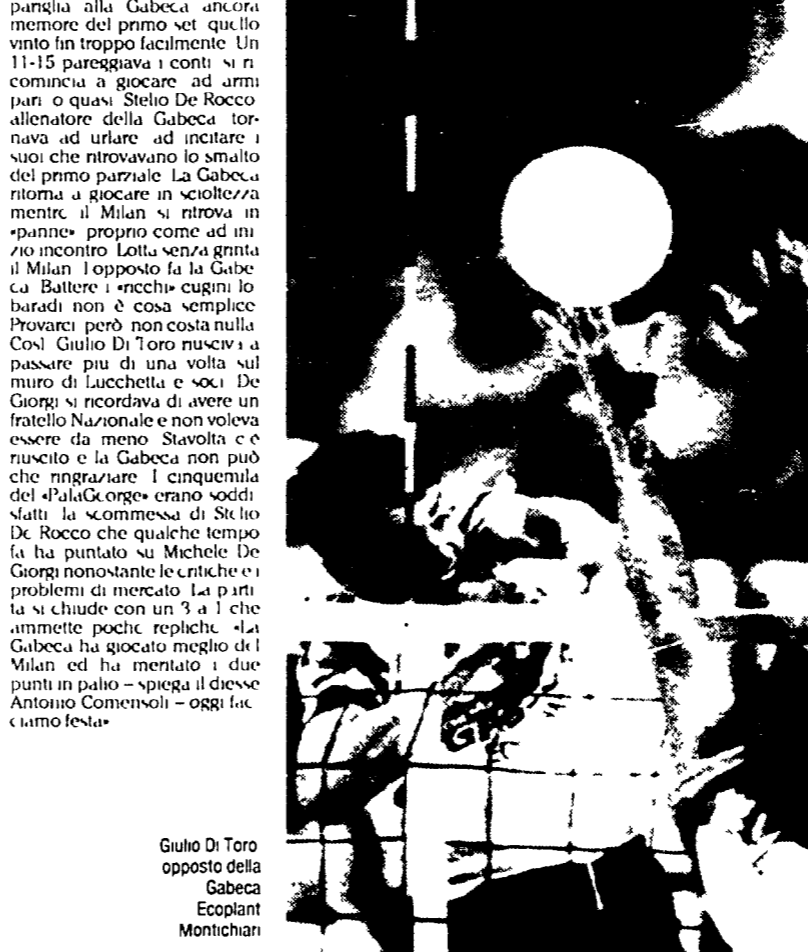 panglia alla Gabeca ancora
memore del primo set quello
vinto fin troppo facilmente Un
11-15 pareggiava i conti si ri
comincia a giocare ad armi
pari o quasi Stelio De Rocco
allenatore della Gabeca tor-
nava ad urlare ad incitare i
suoi che ritrovavano lo smalto
del primo parziale La Gabeca
ritorna a giocare in scioltezza
mentre il Milan si ritrova in
«panne» proprio come ad ini
zio incontro Lotta senza grinta
il Milan l opposto fa la Gabe
ca Battere i «ricchi» cugini lo
baradi non è cosa semplice
Provarci però non costa nulla
Così Giulio Di Toro riusciva a
passare piu di una volta sul
muro di Lucchetta e soci De
Giorgi si ricordava di avere un
fratello Nazionale e non voleva
essere da meno Stavolta c è
riuscito e la Gabeca non può
che ringraziare I cinquemila
del «PalaGeorge» erano soddi
sfatti la scommessa di Stelio
De Rocco che qualche tempo
fa ha puntato su Michele De
Giorgi nonostante le critiche e i
problemi di mercato La parti
ta si chiude con un 3 a 1 che
ammette poche repliche «La
Gabeca ha giocato meglio del
Milan ed ha meritato i due
punti in palio – spiega il diesse
Antonio Comensoli – oggi fac
ciamo festa»
Giulio Di Toro
opposto della
Gabeca
Ecoplant
Montichiari